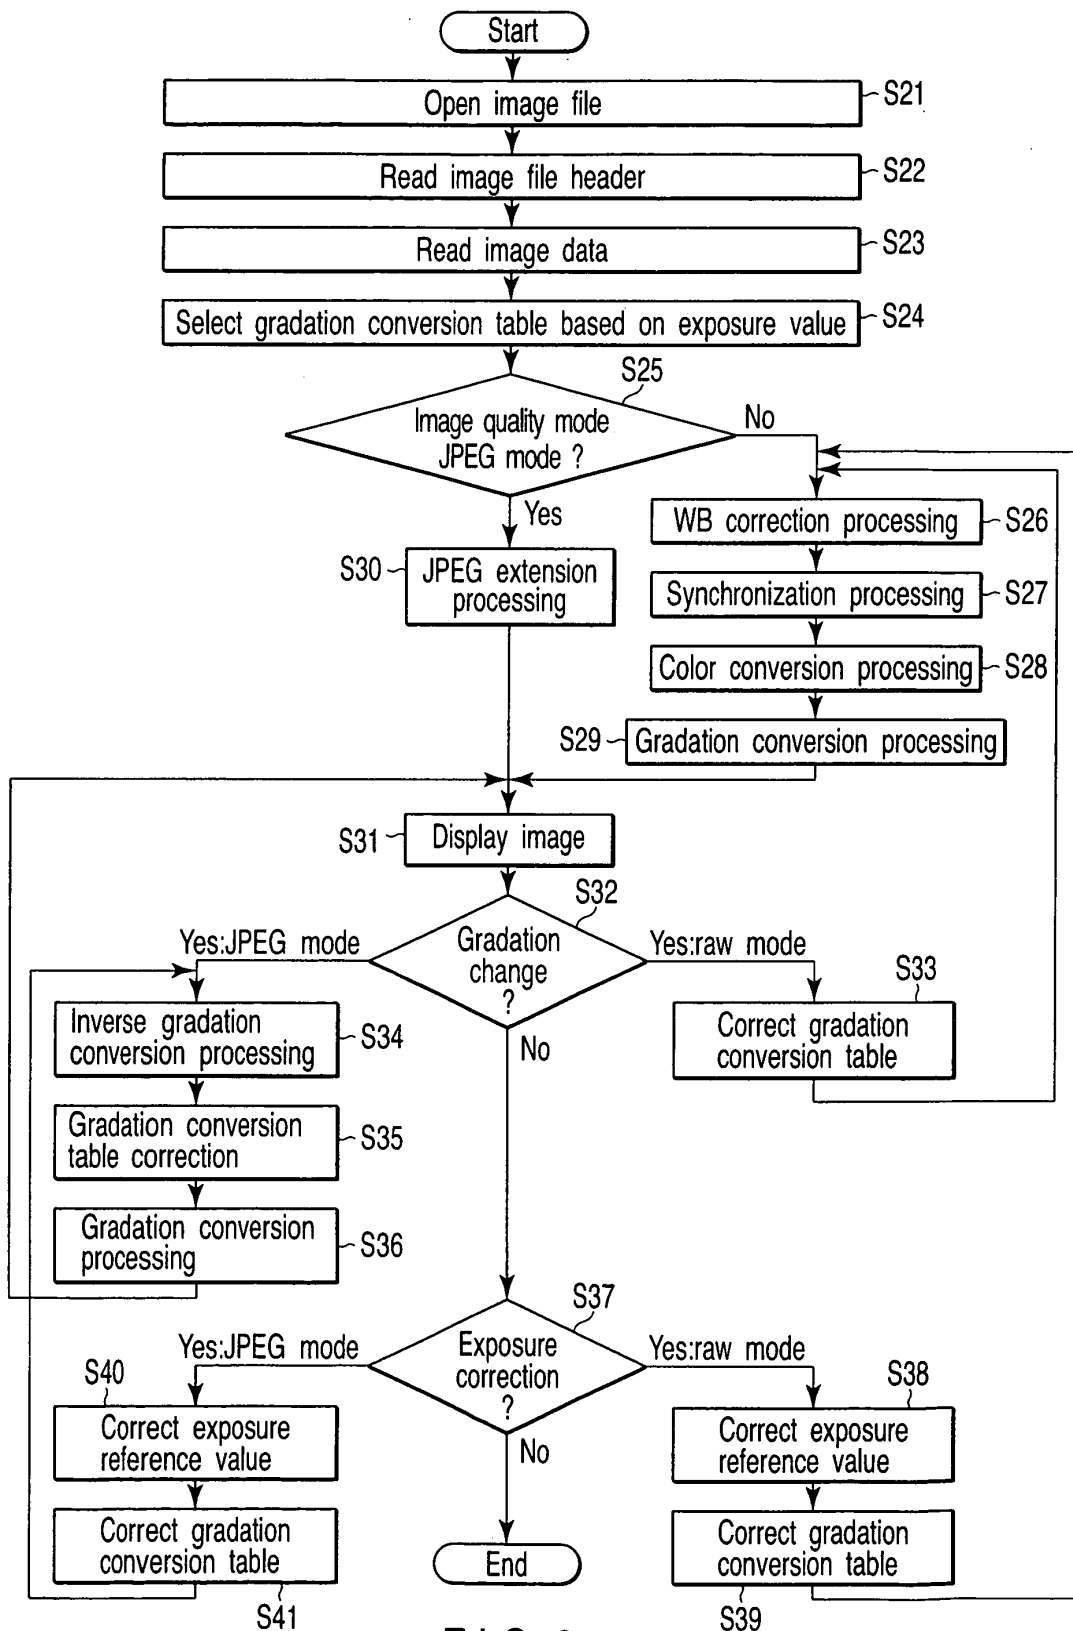 Start
Open image file
S21
Read image file header
S22
Read image data
S23
Select gradation conversion table based on exposure value
S24
S25
Image quality mode
JPEG mode ?
No
Yes
WB correction processing
S26
S30
JPEG extension
processing
Synchronization processing
S27
Color conversion processing
S28
S29
Gradation conversion processing
S31
Display image
S32
Yes:JPEG mode
Gradation
change
?
Yes:raw mode
No
S33
Correct gradation
conversion table
Inverse gradation
conversion processing
S34
Gradation conversion
table correction
S35
Gradation conversion
processing
S36
S37
Yes:JPEG mode
Exposure
correction
?
Yes:raw mode
No
S40
Correct exposure
reference value
S38
Correct exposure
reference value
Correct gradation
conversion table
S41
End
Correct gradation
conversion table
S39